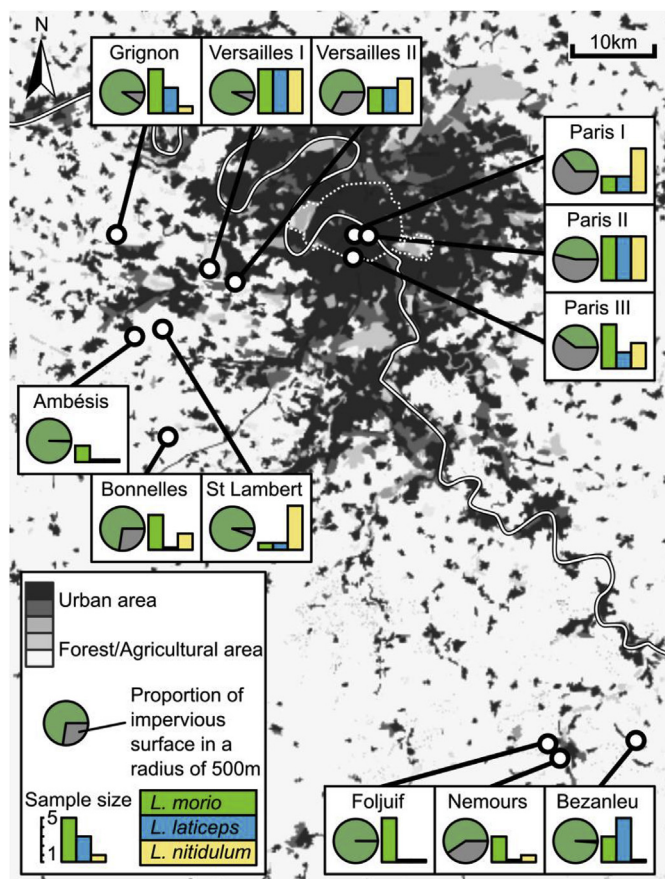 N
10km
Grignon
Versailles I
Versailles II
Paris I
Paris II
Paris III
Ambésis
Bonnelles
St Lambert
Urban area
Forest/Agricultural area
Proportion of
impervious
surface in a
radius of 500m
Sample size
5
1
L. morio
L. laticeps
L. nitidulum
Foljuif
Nemours
Bezanleu